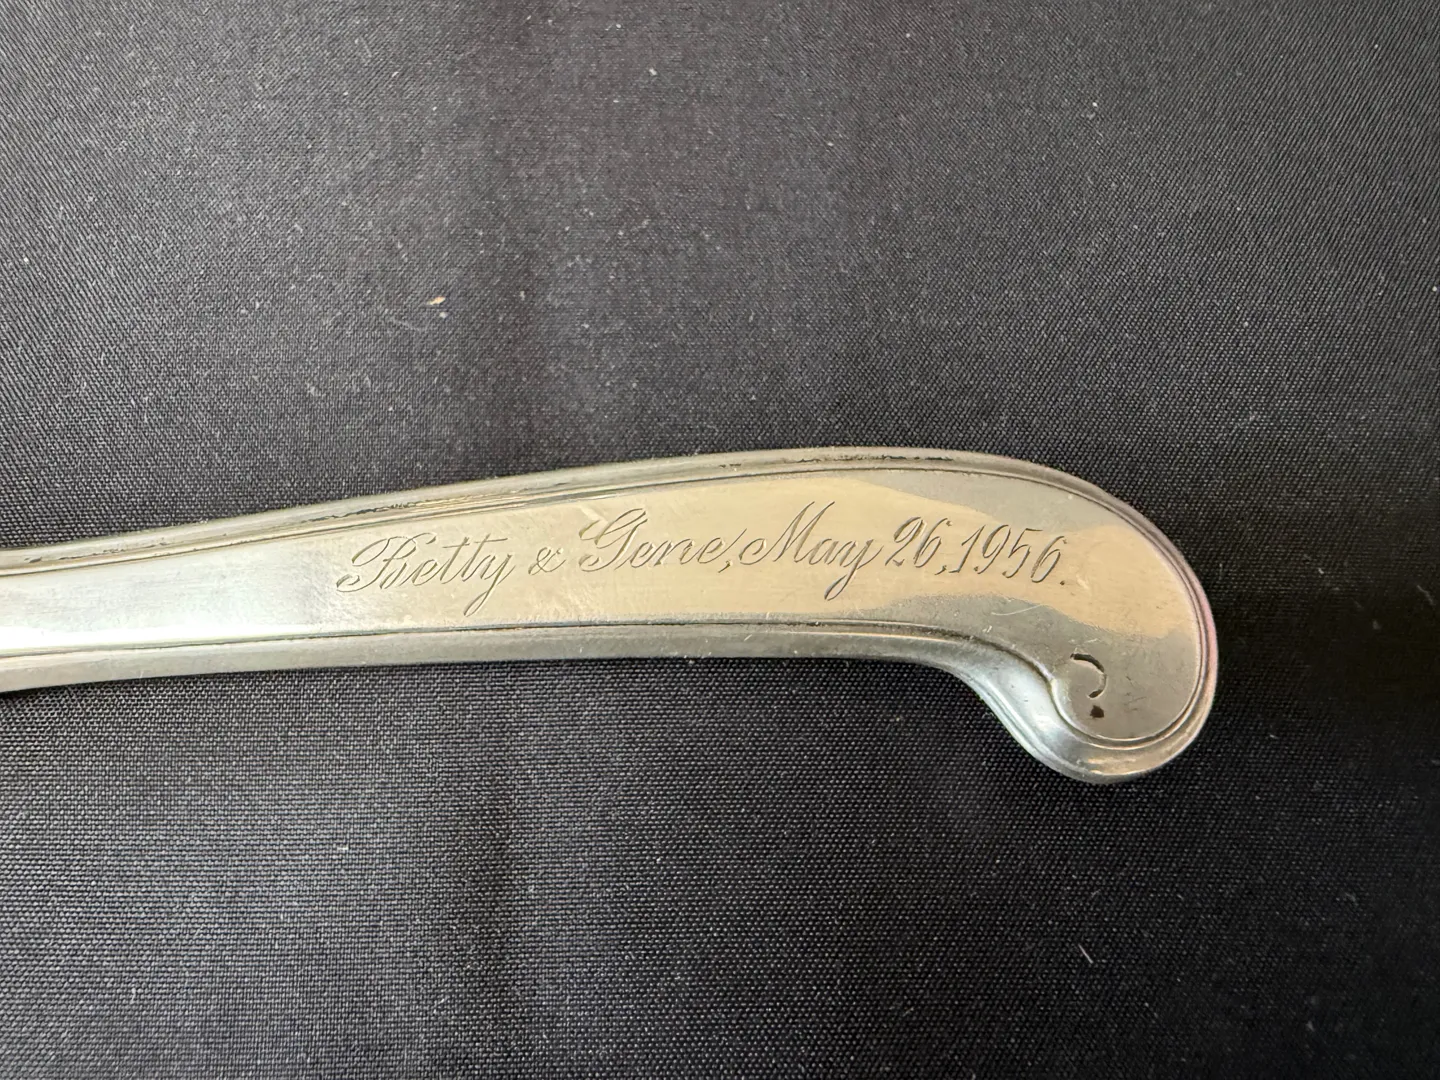 Betty & Gene, May 26, 1956.